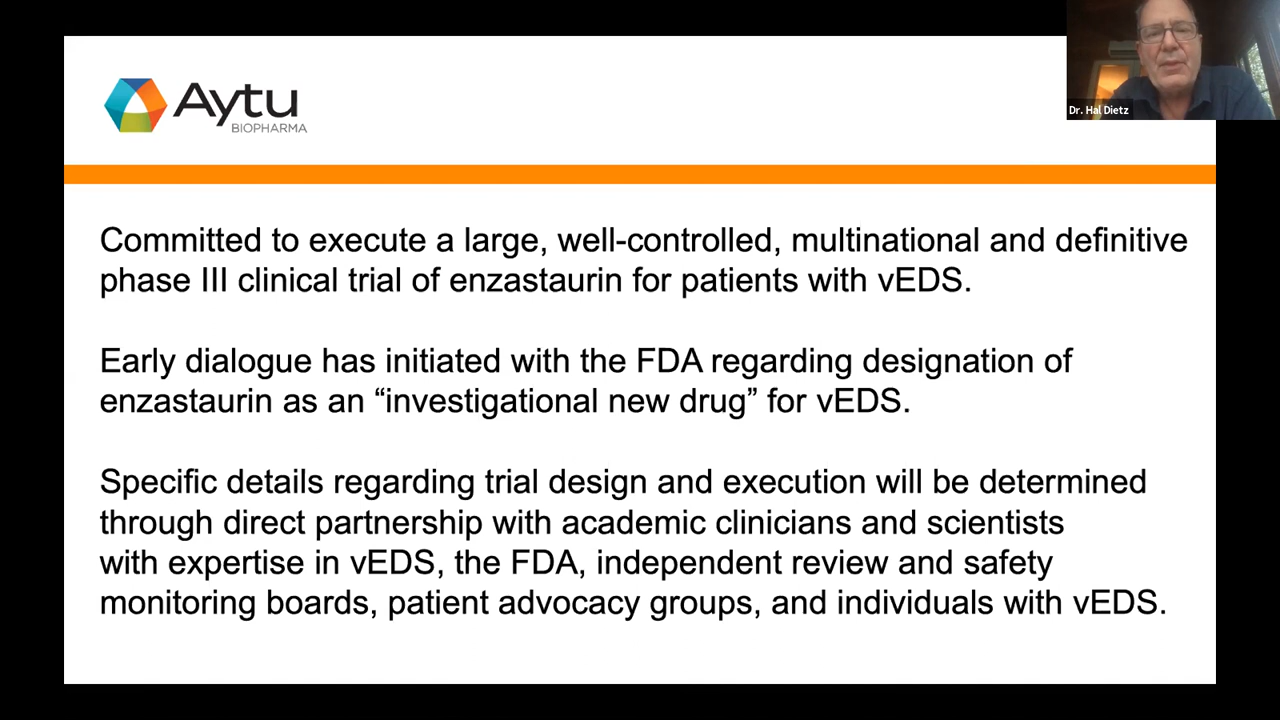 Aytu
BIOPHARMA
Dr. Hal Dietz
Committed to execute a large, well-controlled, multinational and definitive
phase III clinical trial of enzastaurin for patients with vEDS.
Early dialogue has initiated with the FDA regarding designation of
enzastaurin as an “investigational new drug” for vEDS.
Specific details regarding trial design and execution will be determined
through direct partnership with academic clinicians and scientists
with expertise in vEDS, the FDA, independent review and safety
monitoring boards, patient advocacy groups, and individuals with vEDS.